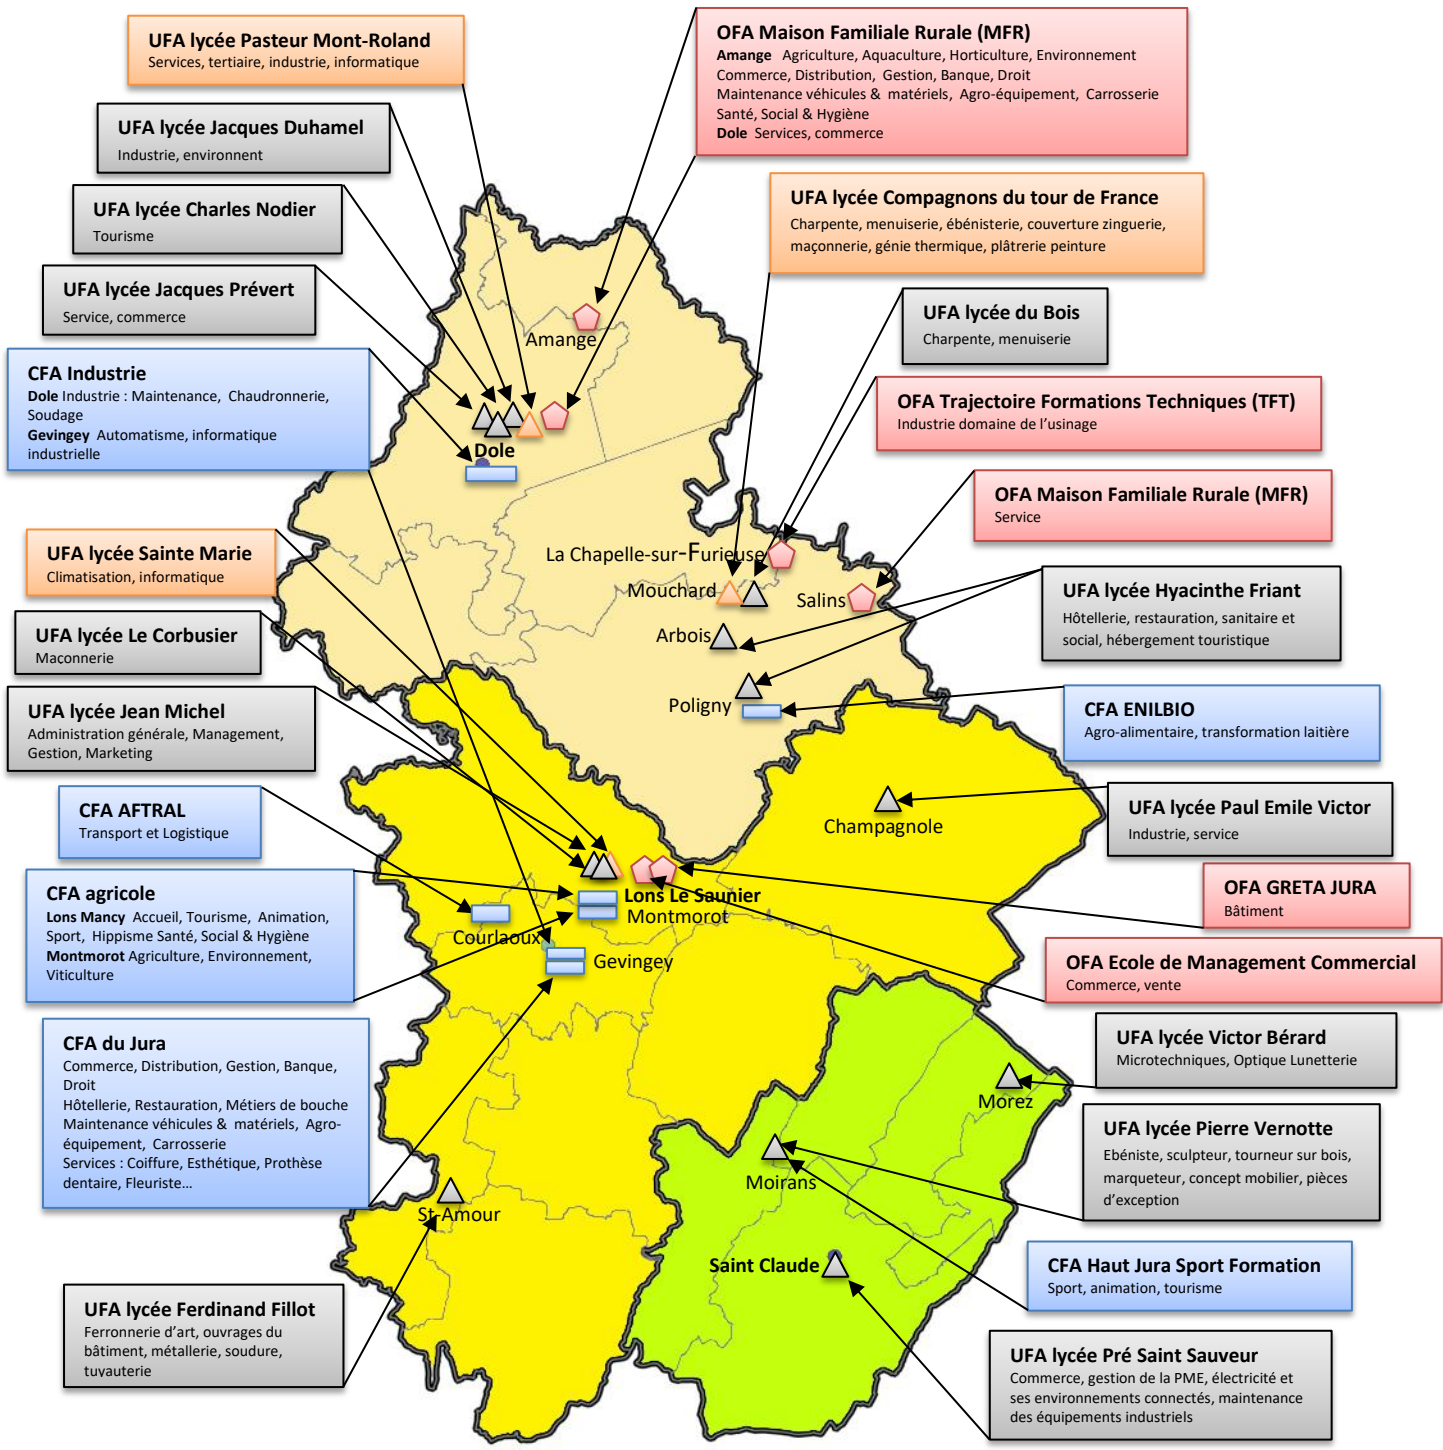 UFA lycée Pasteur Mont-Roland
Services, tertiaire, industrie, informatique
UFA lycée Jacques Duhamel
Industrie, environnent
UFA lycée Charles Nodier
Tourisme
UFA lycée Jacques Prévert
Service, commerce
CFA Industrie
Dole Industrie : Maintenance, Chaudronnerie,
Soudage
Gevingey Automatisme, informatique
industrielle
UFA lycée Sainte Marie
Climatisation, informatique
UFA lycée Le Corbusier
Maçonnerie
UFA lycée Jean Michel
Administration générale, Management,
Gestion, Marketing
CFA AFTRAL
Transport et Logistique
CFA agricole
Lons Mancy Accueil, Tourisme, Animation,
Sport, Hippisme Santé, Social & Hygiène
Montmorot Agriculture, Environnement,
Viticulture
CFA du Jura
Commerce, Distribution, Gestion, Banque,
Droit
Hôtellerie, Restauration, Métiers de bouche
Maintenance véhicules & matériels, Agro-
équipement, Carrosserie
Services : Coiffure, Esthétique, Prothèse
dentaire, Fleuriste…
UFA lycée Ferdinand Fillot
Ferronnerie d'art, ouvrages du
bâtiment, métallerie, soudure,
tuyauterie
OFA Maison Familiale Rurale (MFR)
Amange Agriculture, Aquaculture, Horticulture, Environnement
Commerce, Distribution, Gestion, Banque, Droit
Maintenance véhicules & matériels, Agro-équipement, Carrosserie
Santé, Social & Hygiène
Dole Services, commerce
UFA lycée Compagnons du tour de France
Charpente, menuiserie, ébénisterie, couverture zinguerie,
maçonnerie, génie thermique, plâtrerie peinture
UFA lycée du Bois
Charpente, menuiserie
OFA Trajectoire Formations Techniques (TFT)
Industrie domaine de l'usinage
OFA Maison Familiale Rurale (MFR)
Service
UFA lycée Hyacinthe Friant
Hôtellerie, restauration, sanitaire et
social, hébergement touristique
CFA ENILBIO
Agro-alimentaire, transformation laitière
UFA lycée Paul Emile Victor
Industrie, service
OFA GRETA JURA
Bâtiment
OFA Ecole de Management Commercial
Commerce, vente
UFA lycée Victor Bérard
Microtechniques, Optique Lunetterie
UFA lycée Pierre Vernotte
Ebéniste, sculpteur, tourneur sur bois,
marqueteur, concept mobilier, pièces
d'exception
CFA Haut Jura Sport Formation
Sport, animation, tourisme
UFA lycée Pré Saint Sauveur
Commerce, gestion de la PME, électricité et
ses environnements connectés, maintenance
des équipements industriels
Amange
Dole
La Chapelle-sur-Furieuse
Mouchard
Salins
Arbois
Poligny
Champagnole
Lons Le Saunier
Montmorot
Courlaoux
Gevingey
Morez
Moirans
St-Amour
Saint Claude